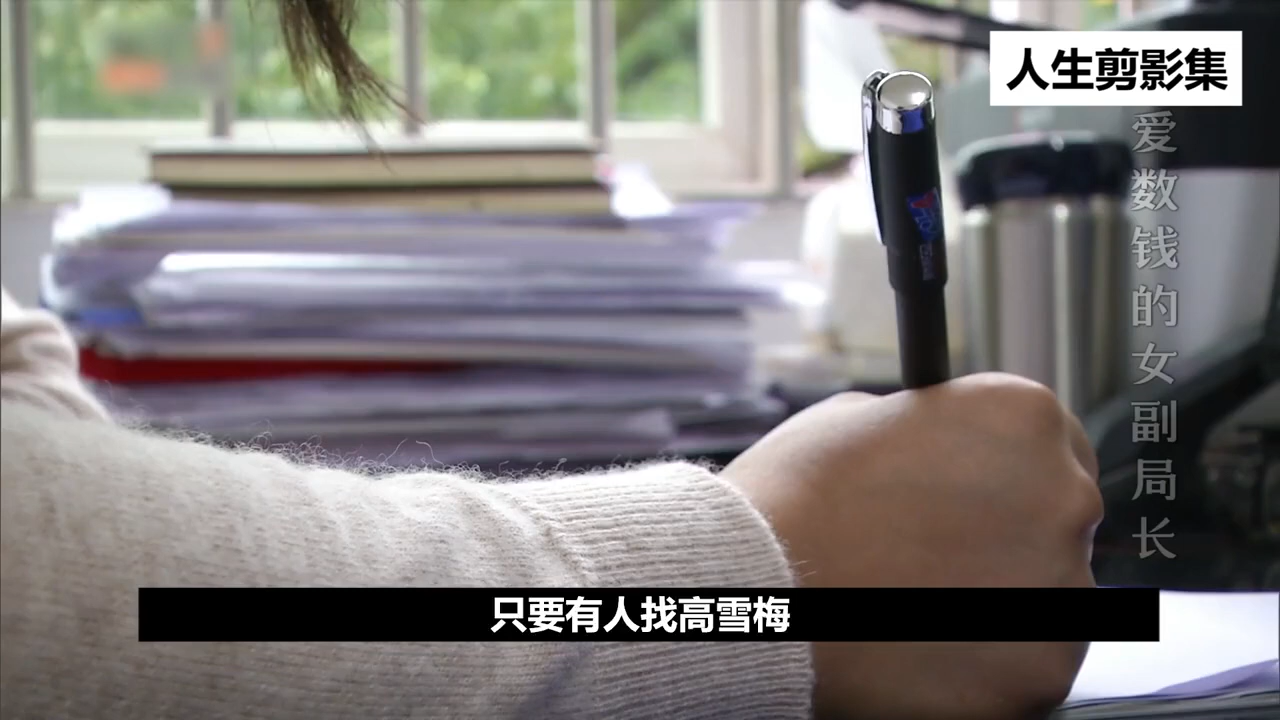 人生剪影集
爱数钱的女副局长
只要有人找高雪梅